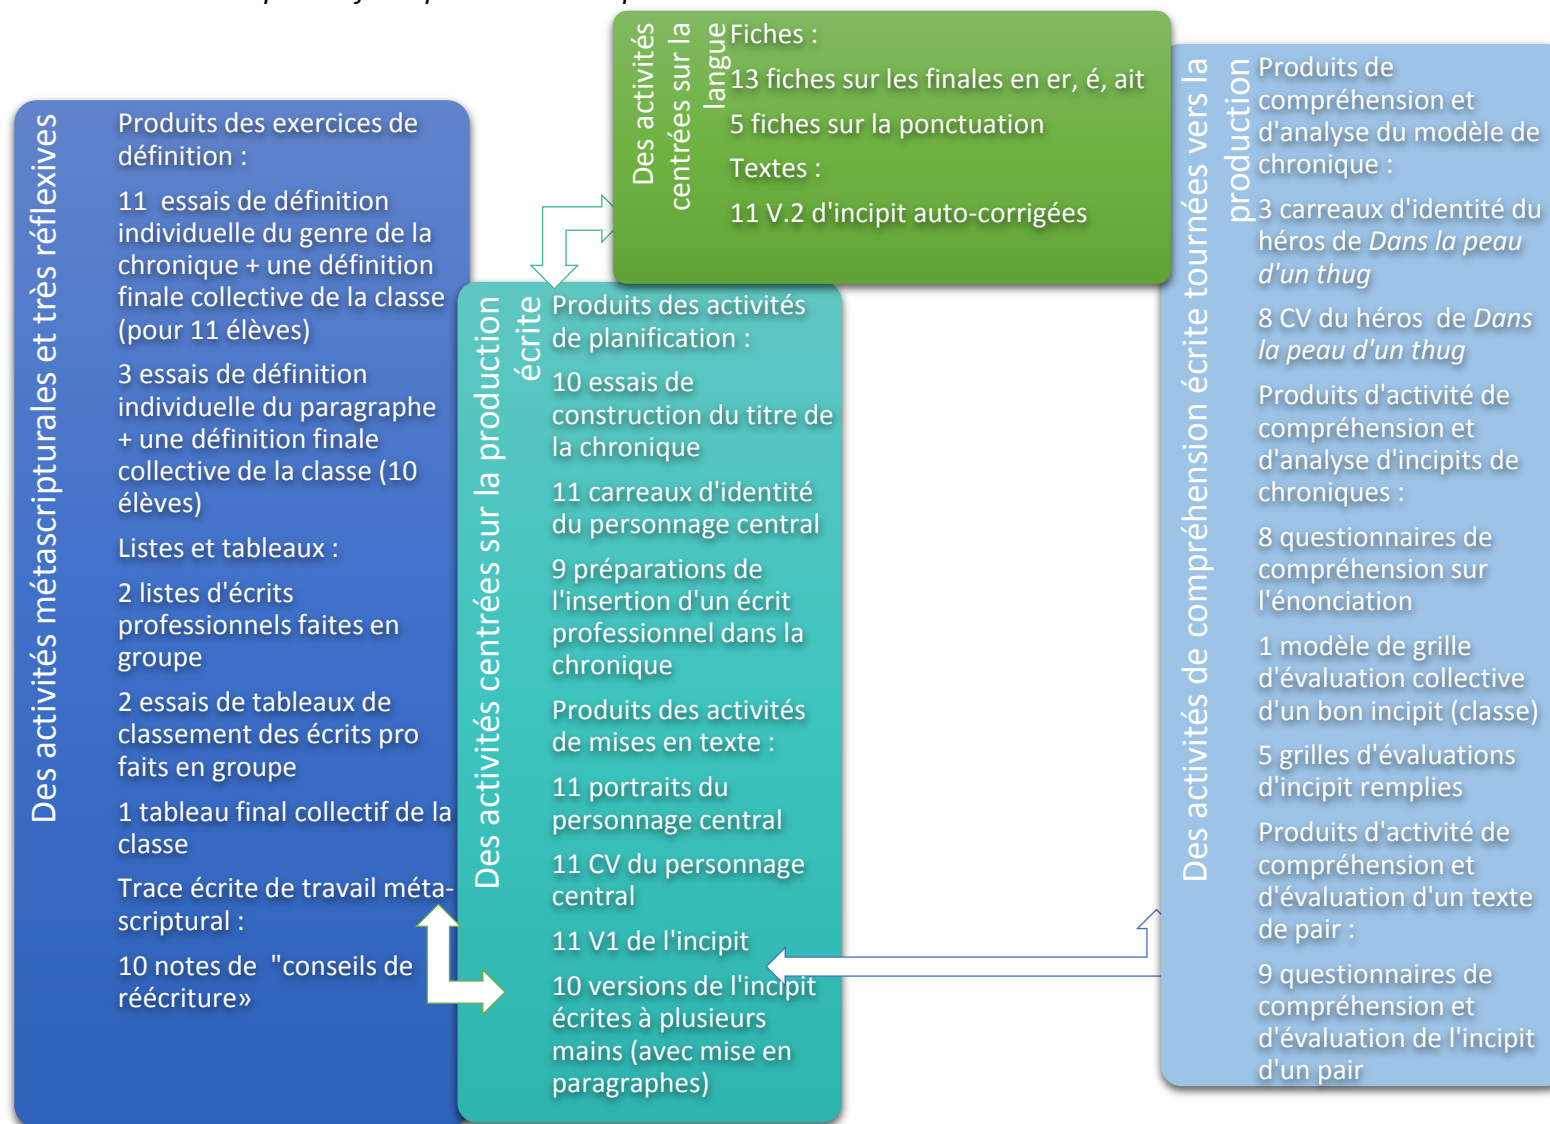 Des activités métascripturales et très réflexives
Produits des exercices de
définition :
11  essais de définition
individuelle du genre de la
chronique + une définition
finale collective de la classe
(pour 11 élèves)
3 essais de définition
individuelle du paragraphe
+ une définition finale
collective de la classe (10
élèves)
Listes et tableaux :
2 listes d'écrits
professionnels faites en
groupe
2 essais de tableaux de
classement des écrits pro
faits en groupe
1 tableau final collectif de la
classe
Trace écrite de travail méta-
scriptural :
10 notes de  "conseils de
réécriture»
Des activités centrées sur la production
écrite
Produits des activités
de planification :
10 essais de
construction du titre de
la chronique
11 carreaux d'identité
du personnage central
9 préparations de
l'insertion d'un écrit
professionnel dans la
chronique
Produits des activités
de mises en texte :
11 portraits du
personnage central
11 CV du personnage
central
11 V1 de l'incipit
10 versions de l'incipit
écrites à plusieurs
mains (avec mise en
paragraphes)
Des activités
centrées sur la
langue
Fiches :
13 fiches sur les finales en er, é, ait
5 fiches sur la ponctuation
Textes :
11 V.2 d'incipit auto-corrigées
Des activités de compréhension écrite tournées vers la
production
Produits de
compréhension et
d'analyse du modèle de
chronique :
3 carreaux d'identité du
héros de Dans la peau
d'un thug
8 CV du héros  de Dans
la peau d'un thug
Produits d'activité de
compréhension et
d'analyse d'incipits de
chroniques :
8 questionnaires de
compréhension sur
l'énonciation
1 modèle de grille
d'évaluation collective
d'un bon incipit (classe)
5 grilles d'évaluations
d'incipit remplies
Produits d'activité de
compréhension et
d'évaluation d'un texte
de pair :
9 questionnaires de
compréhension et
d'évaluation de l'incipit
d'un pair